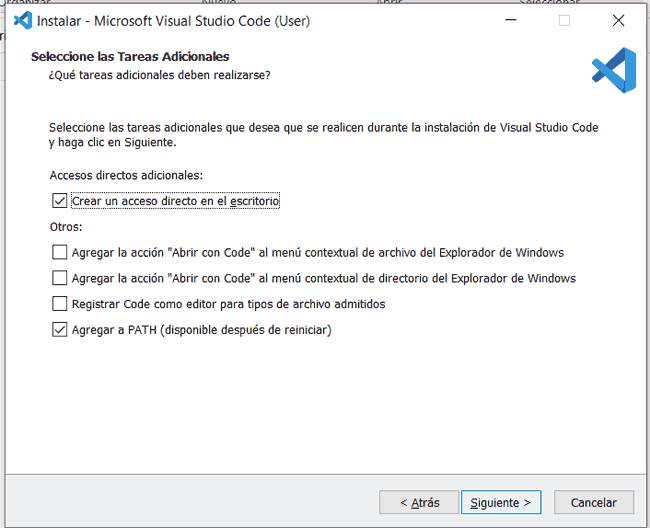 Instalar - Microsoft Visual Studio Code (User)
Seleccione las Tareas Adicionales
¿Qué tareas adicionales deben realizarse?
Seleccione las tareas adicionales que desea que se realicen durante la instalación de Visual Studio Code
y haga clic en Siguiente.
Accesos directos adicionales:
Crear un acceso directo en el escritorio
Otros:
Agregar la acción "Abrir con Code" al menú contextual de archivo del Explorador de Windows
Agregar la acción "Abrir con Code" al menú contextual de directorio del Explorador de Windows
Registrar Code como editor para tipos de archivo admitidos
Agregar a PATH (disponible después de reiniciar)
< Atrás Siguiente > Cancelar